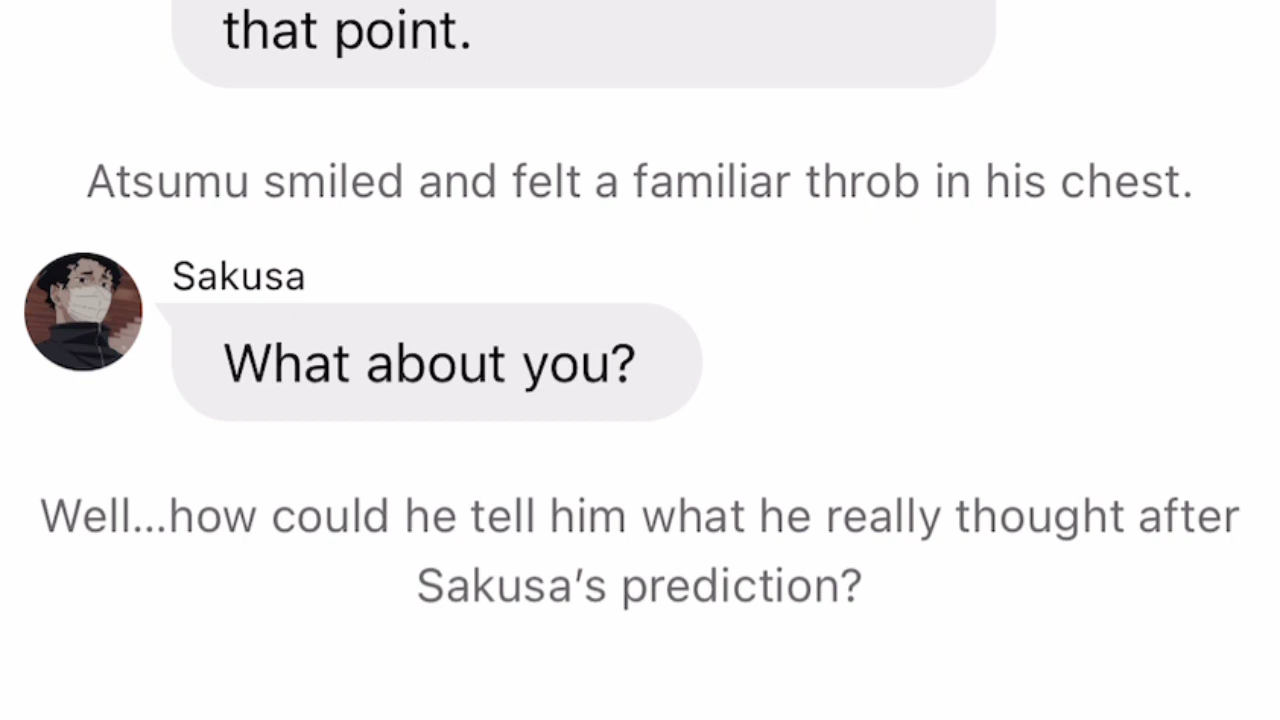 that point.
Atsumu smiled and felt a familiar throb in his chest.
Sakusa
What about you?
Well...how could he tell him what he really thought after
Sakusa’s prediction?